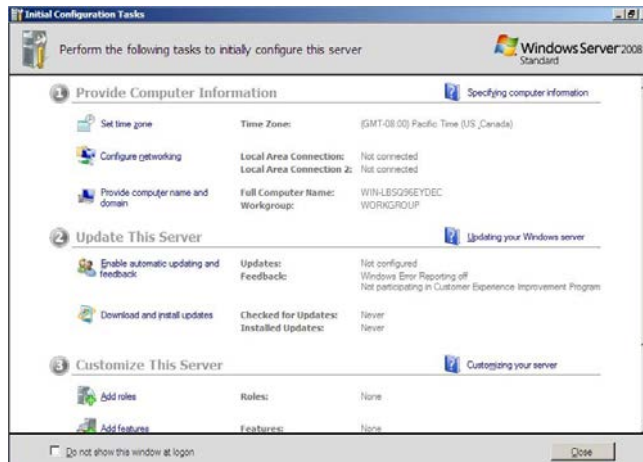 Initial Configuration Tasks
Perform the following tasks to initially configure this server
Windows Server 2008
Standard
1 Provide Computer Information
Specifying computer information
Set time zone
Time Zone:
(GMT-08:00) Pacific Time (US _Canada)
Configure networking
Local Area Connection:
Not connected
Local Area Connection 2:
Not connected
Provide computer name and domain
Full Computer Name:
WIN-LBSQ96EYDEC
Workgroup:
WORKGROUP
2 Update This Server
Updating your Windows server
Enable automatic updating and feedback
Updates:
Not configured
Feedback:
Windows Error Reporting off
Not participating in Customer Experience Improvement Program
Download and install updates
Checked for Updates:
Never
Installed Updates:
Never
3 Customize This Server
Customizing your server
Add roles
Roles:
None
Add features
Features:
None
Do not show this window at logon
Close